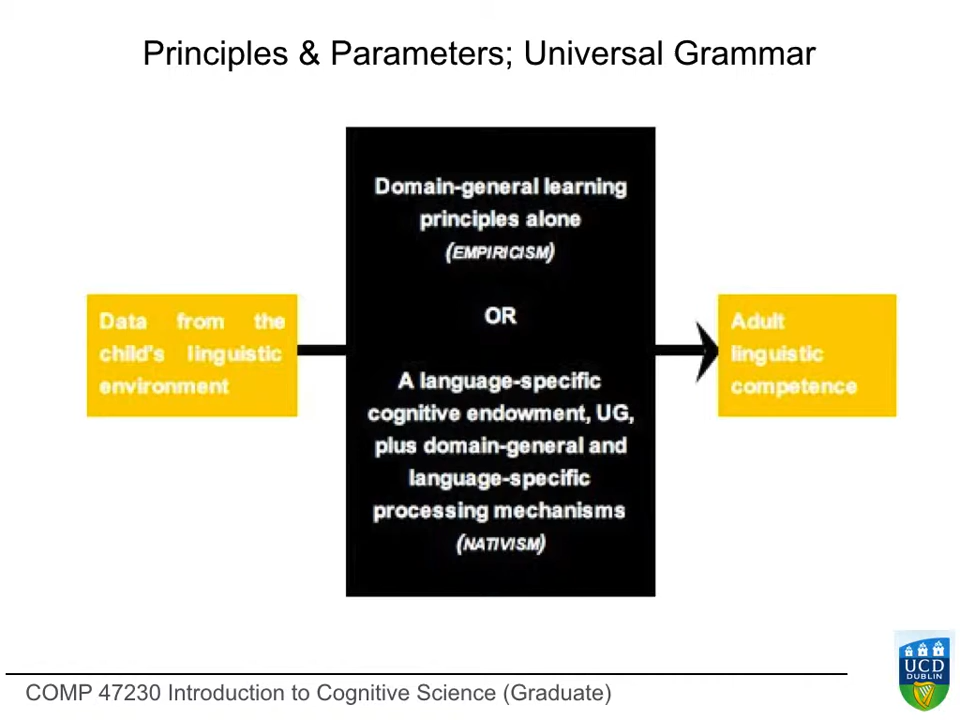 Principles & Parameters; Universal Grammar
Domain-general learning
principles alone
(EMPIRICISM)
OR
A language-specific
cognitive endowment, UG,
plus domain-general and
language-specific
processing mechanisms
(NATIVISM)
Data from the
child's linguistic
environment
Adult
linguistic
competence
COMP 47230 Introduction to Cognitive Science (Graduate)
UCD
DUBLIN